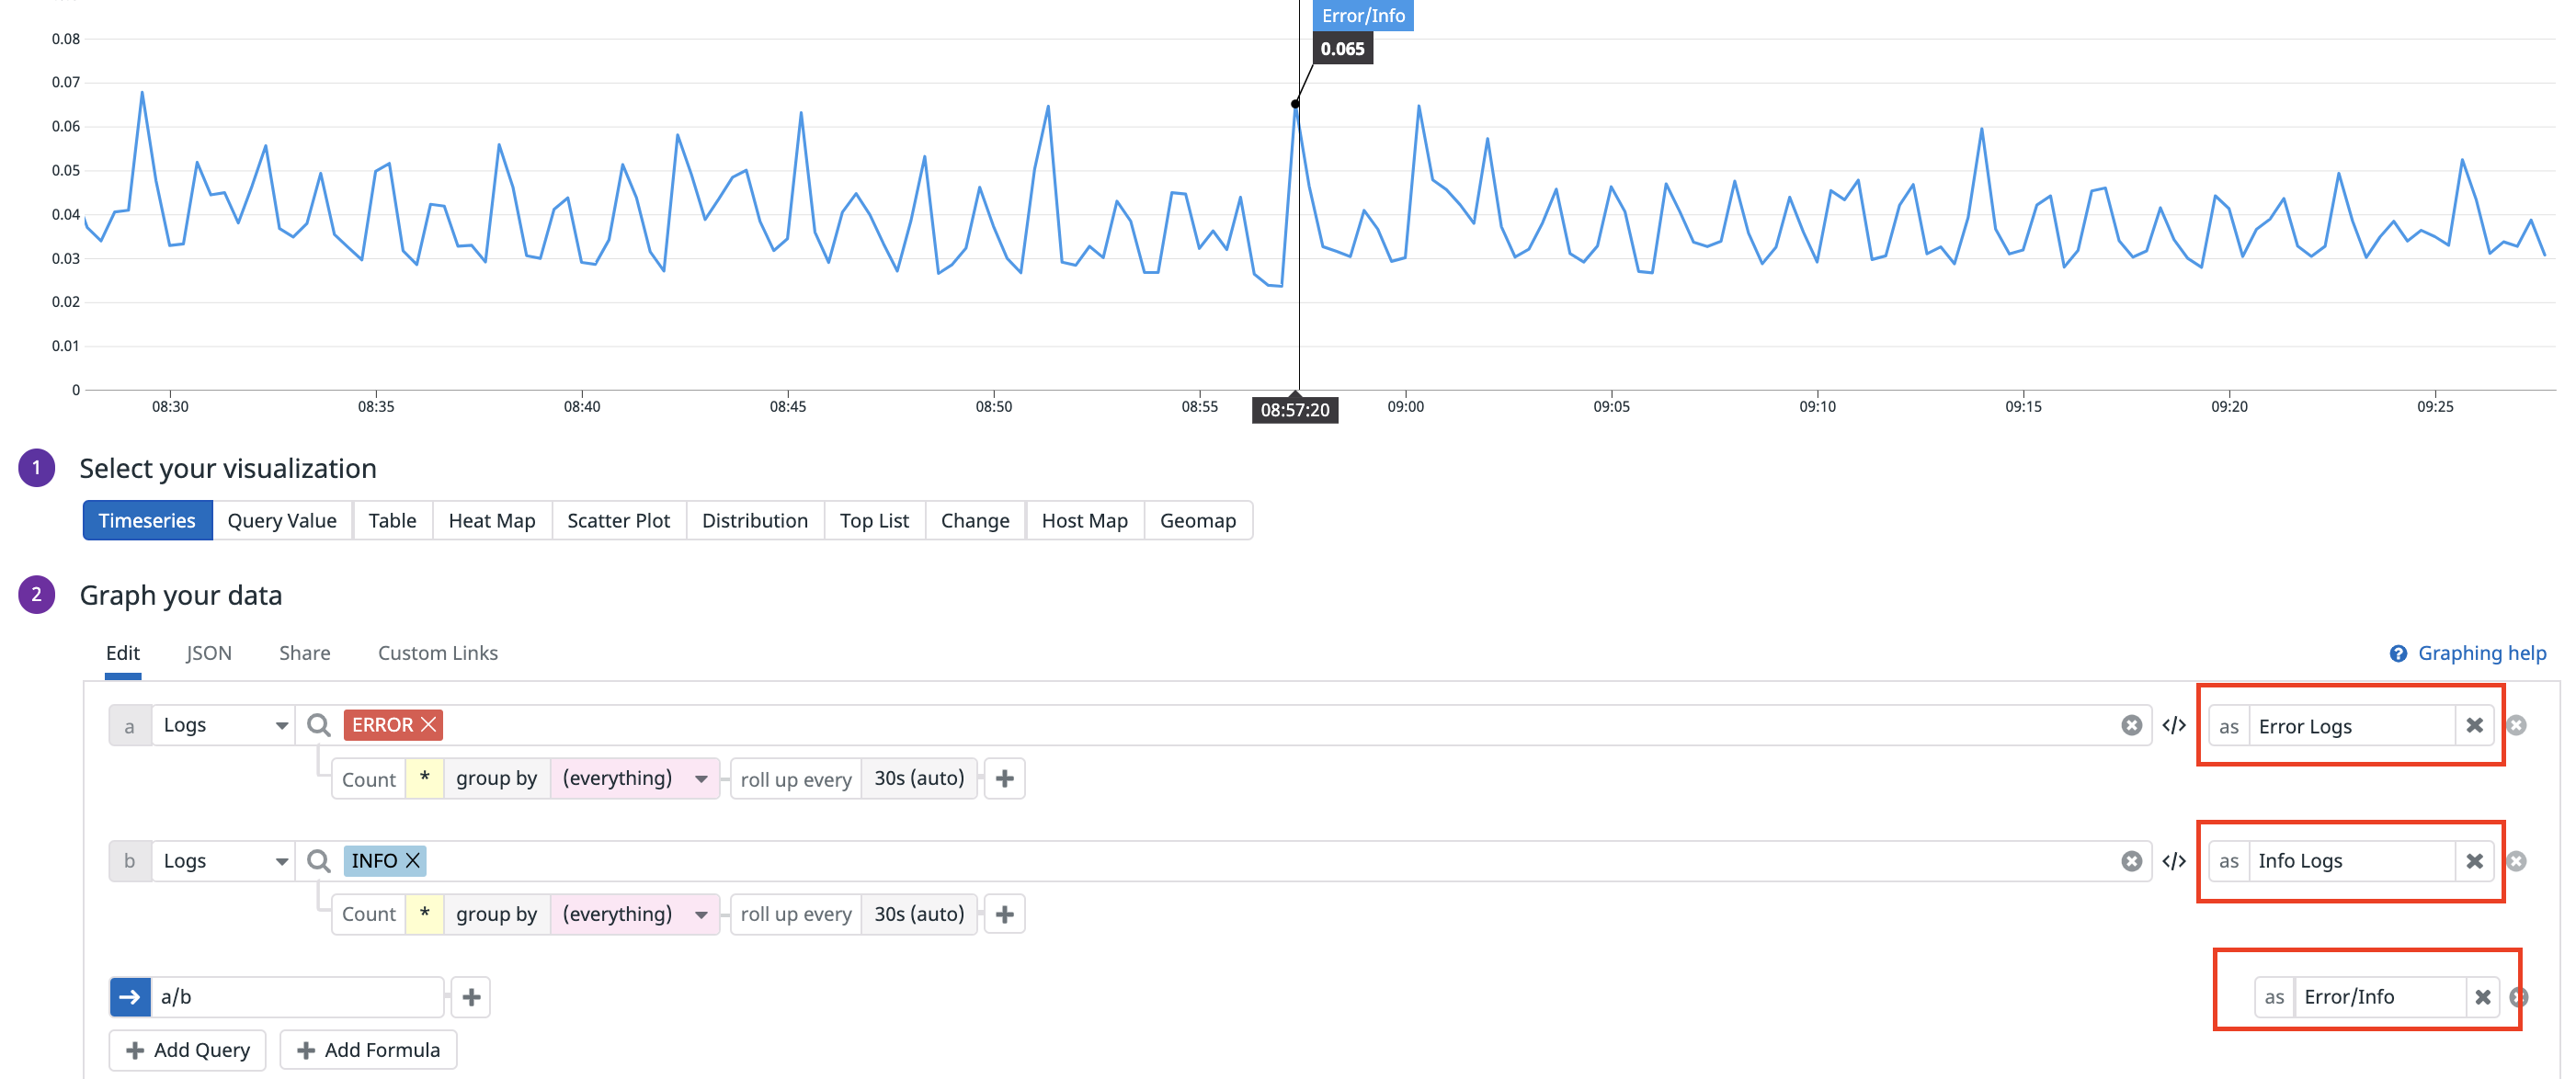 Error/Info
0.065
0.08
0.07
0.06
0.05
0.04
0.03
0.02
0.01
0
08:30 08:35 08:40 08:45 08:50 08:55 08:57:20 09:00 09:05 09:10 09:15 09:20 09:25
1 Select your visualization
Timeseries Query Value Table Heat Map Scatter Plot Distribution Top List Change Host Map Geomap
2 Graph your data
Edit JSON Share Custom Links ? Graphing help
a Logs ERROR </> as Error Logs
Count * group by (everything) roll up every 30s (auto) +
b Logs INFO </> as Info Logs
Count * group by (everything) roll up every 30s (auto) +
a/b + as Error/Info
+ Add Query + Add Formula